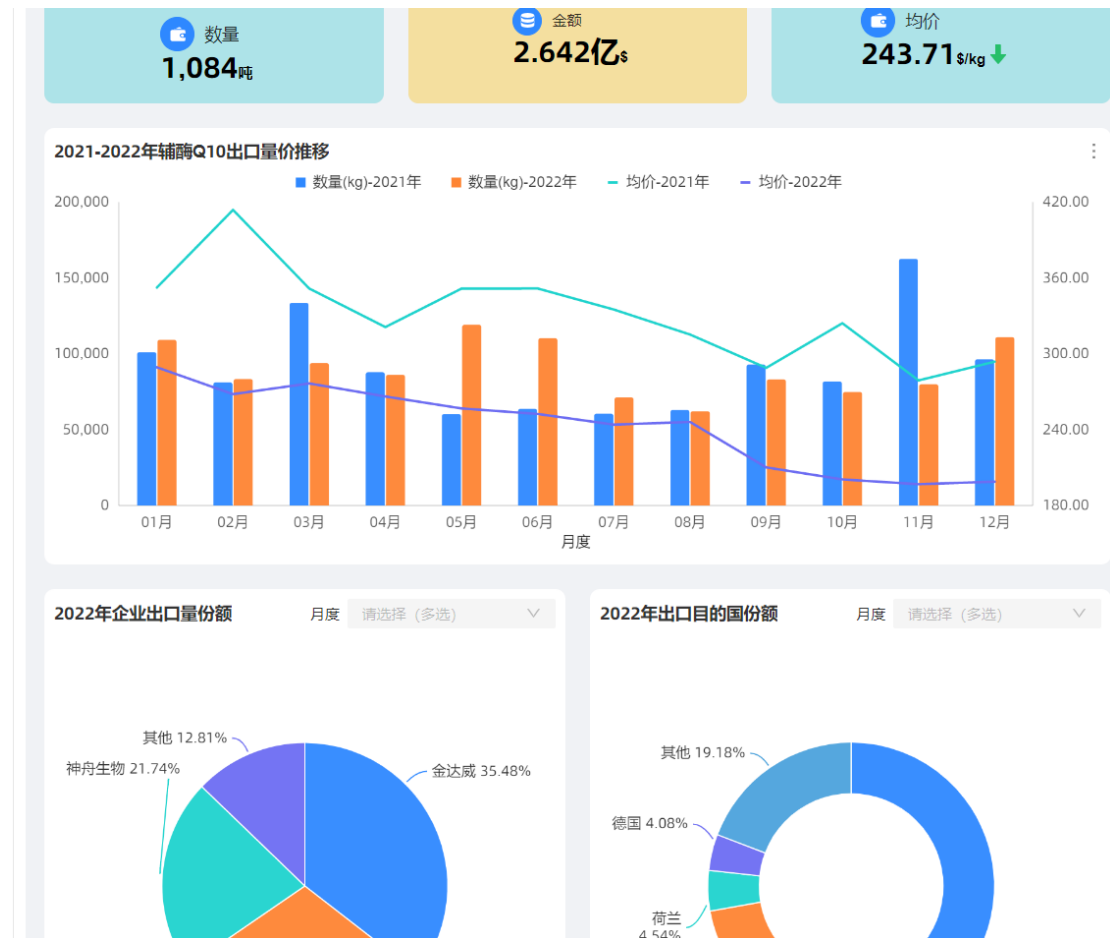 数量
1,084吨
金额
2.642亿$
均价
243.71$/kg
2021-2022年辅酶Q10出口量价推移
数量(kg)-2021年 数量(kg)-2022年 均价-2021年 均价-2022年
200,000
150,000
100,000
50,000
0
420.00
360.00
300.00
240.00
180.00
01月 02月 03月 04月 05月 06月 07月 08月 09月 10月 11月 12月
月度
2022年企业出口量份额 月度 请选择（多选）
其他 12.81%
神舟生物 21.74%
金达威 35.48%
2022年出口目的国份额 月度 请选择（多选）
其他 19.18%
德国 4.08%
荷兰
4.54%